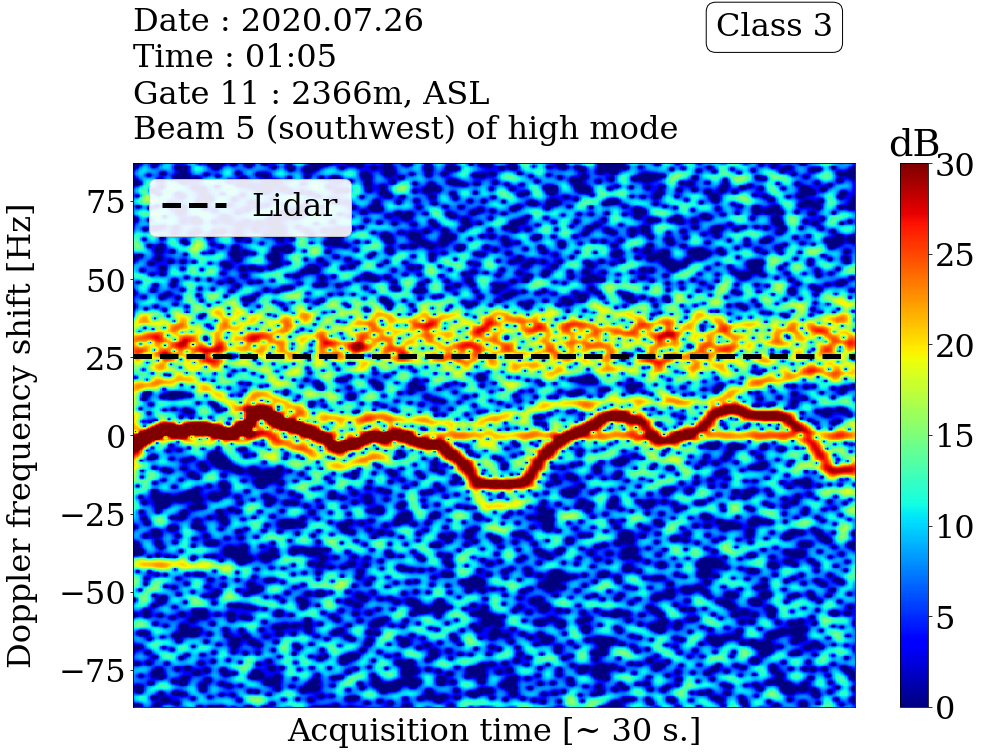 Date : 2020.07.26
Time : 01:05
Gate 11 : 2366m, ASL
Beam 5 (southwest) of high mode
Class 3
dB
Lidar
Doppler frequency shift [Hz]
75
50
25
0
−25
−50
−75
Acquisition time [~ 30 s.]
30
25
20
15
10
5
0